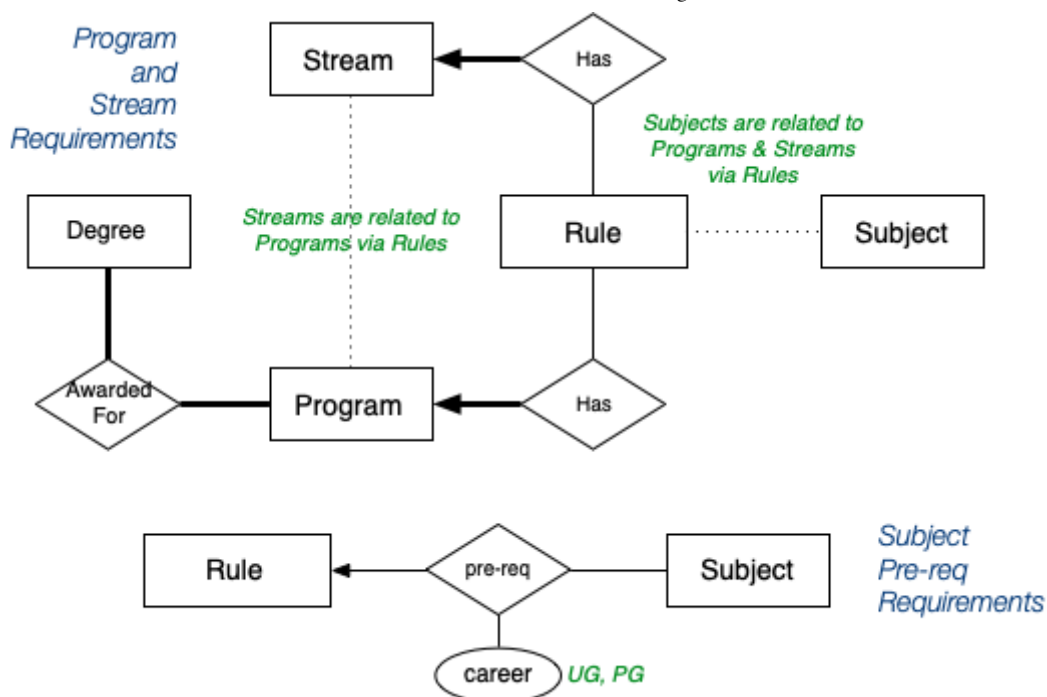 Program
and
Stream
Requirements
Stream
Has
Subjects are related to
Programs & Streams
via Rules
Degree
Streams are related to
Programs via Rules
Rule
Subject
Awarded
For
Program
Has
Rule
pre-req
Subject
Subject
Pre-req
Requirements
career
UG, PG